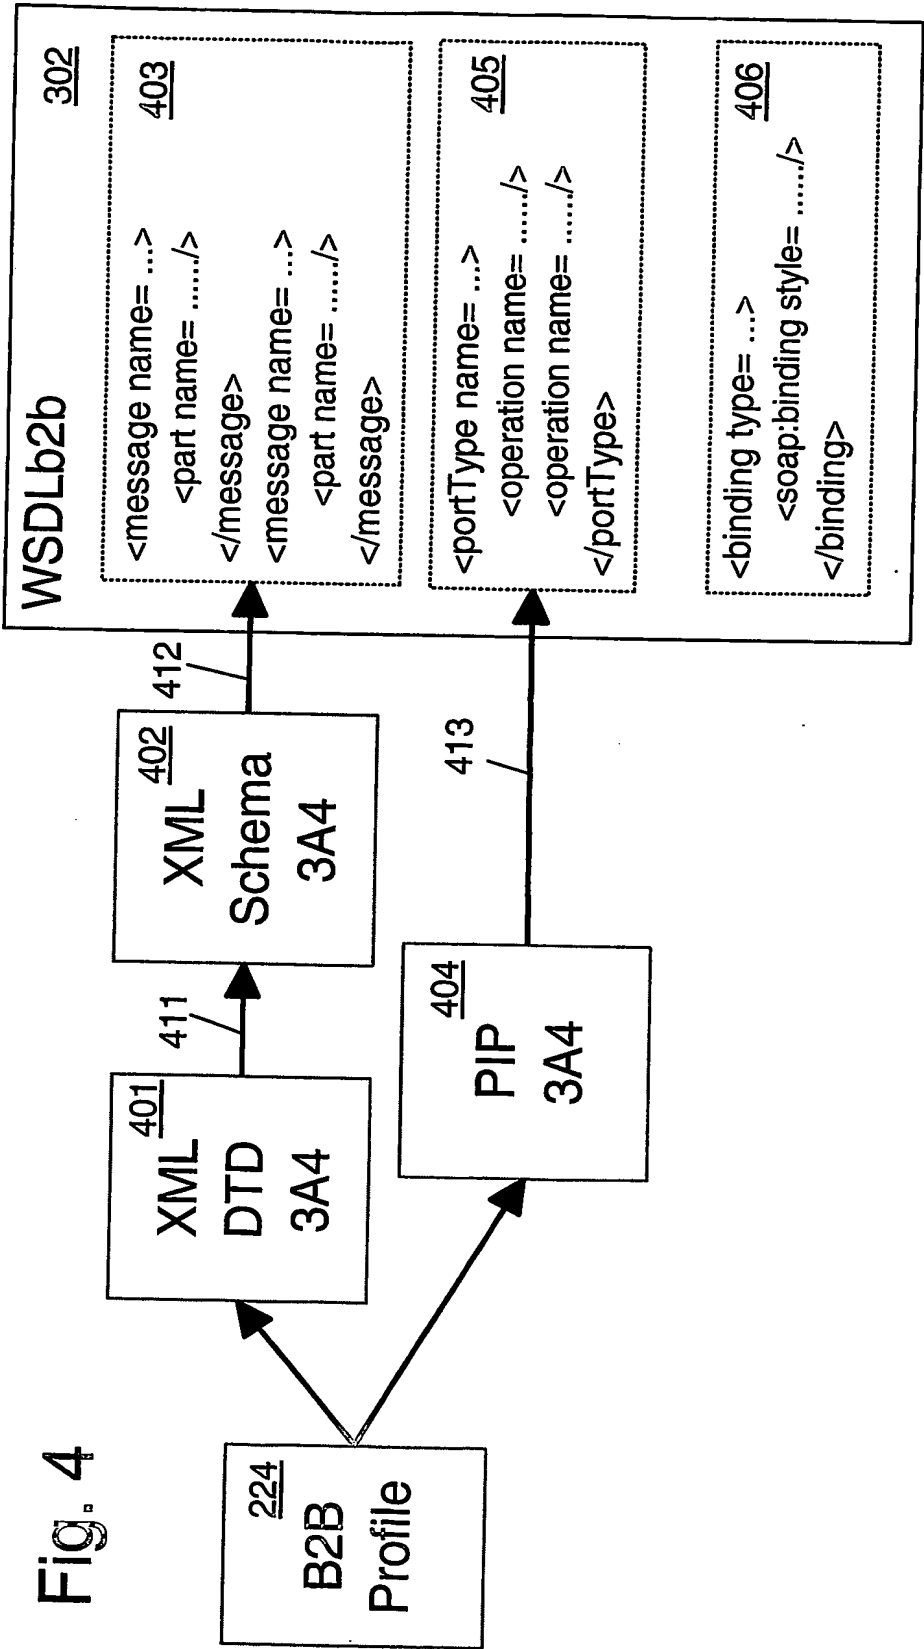 Fig. 4
224
B2B
Profile
401
XML
DTD
3A4
411
402
XML
Schema
3A4
412
404
PIP
3A4
413
WSDLb2b
302
403
<message name= ...>
<part name= ....../>
</message>
<message name= ...>
<part name= ....../>
</message>
405
<portType name= ...>
<operation name= ....../>
<operation name= ....../>
</portType>
406
<binding type= ...>
<soap:binding style= ....../>
</binding>